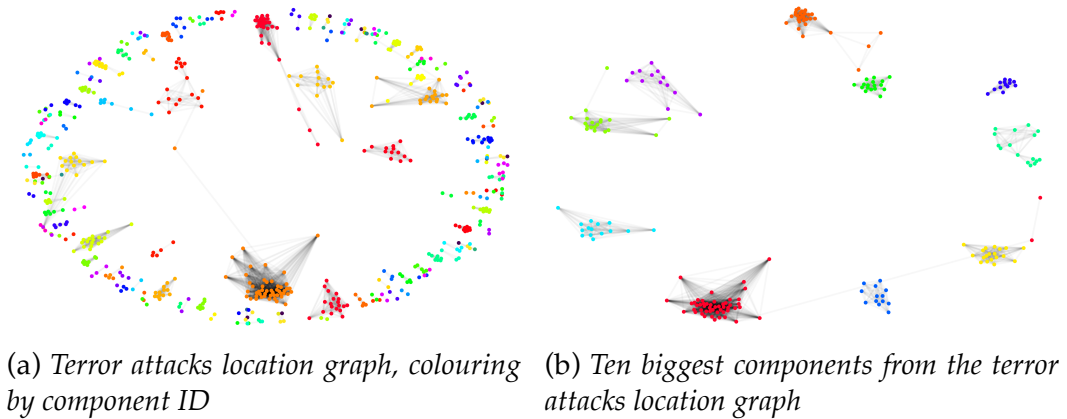 (a) Terror attacks location graph, colouring
by component ID
(b) Ten biggest components from the terror
attacks location graph